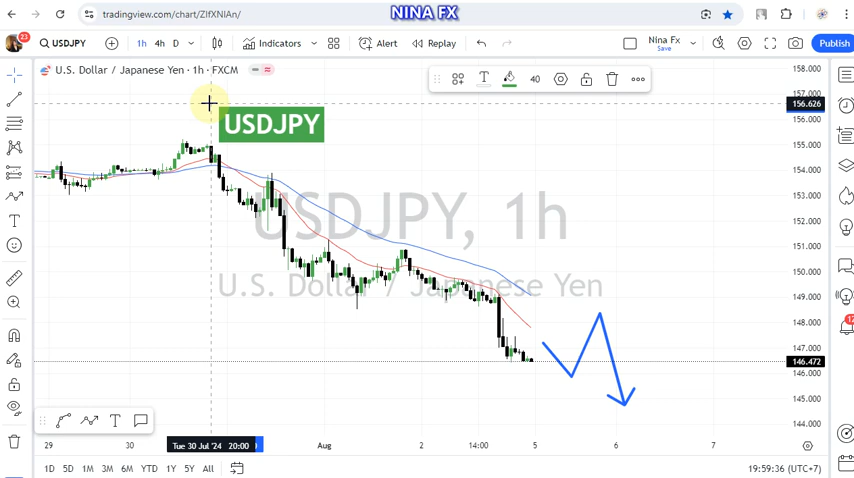 NINA FX
tradingview.com/chart/ZIfXNIAn/
23
USDJPY
1h 4h D
Indicators
Alert
Replay
Nina Fx
Save
Publish
U.S. Dollar / Japanese Yen · 1h · FXCM
40
USDJPY
USDJPY, 1h
U.S. Dollar / Japanese Yen
158.000
157.000
156.626
156.000
155.000
154.000
153.000
152.000
151.000
150.000
149.000
148.000
147.000
146.472
146.000
145.000
144.000
29 30 Tue 30 Jul '24 20:00 Aug 2 14:00 5 6 7
1D 5D 1M 3M 6M YTD 1Y 5Y All
19:59:36 (UTC+7)